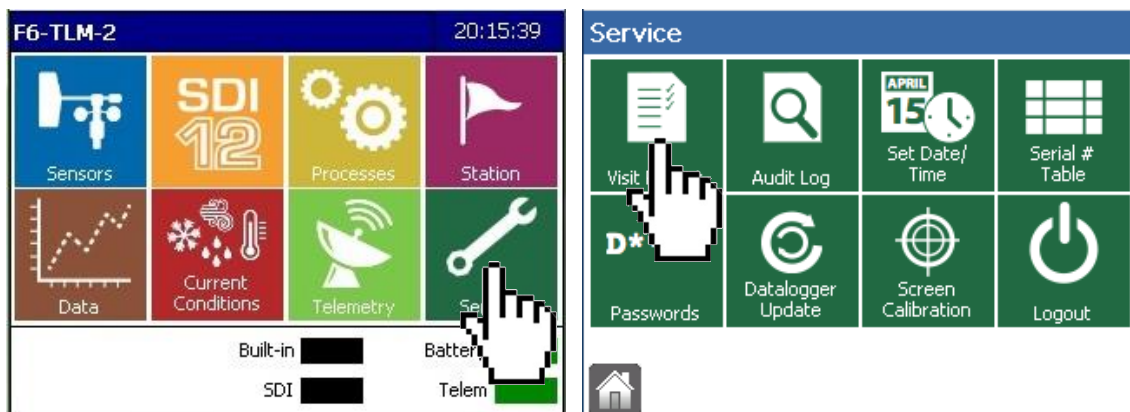 F6-TLM-2 20:15:39
SDI
12
Sensors
Processes
Station
Data
Current
Conditions
Telemetry
Built-in
SDI
Telem
Service
Visit
Audit Log
APRIL
15
Set Date/
Time
Serial #
Table
D*
Passwords
Datalogger
Update
Screen
Calibration
Logout